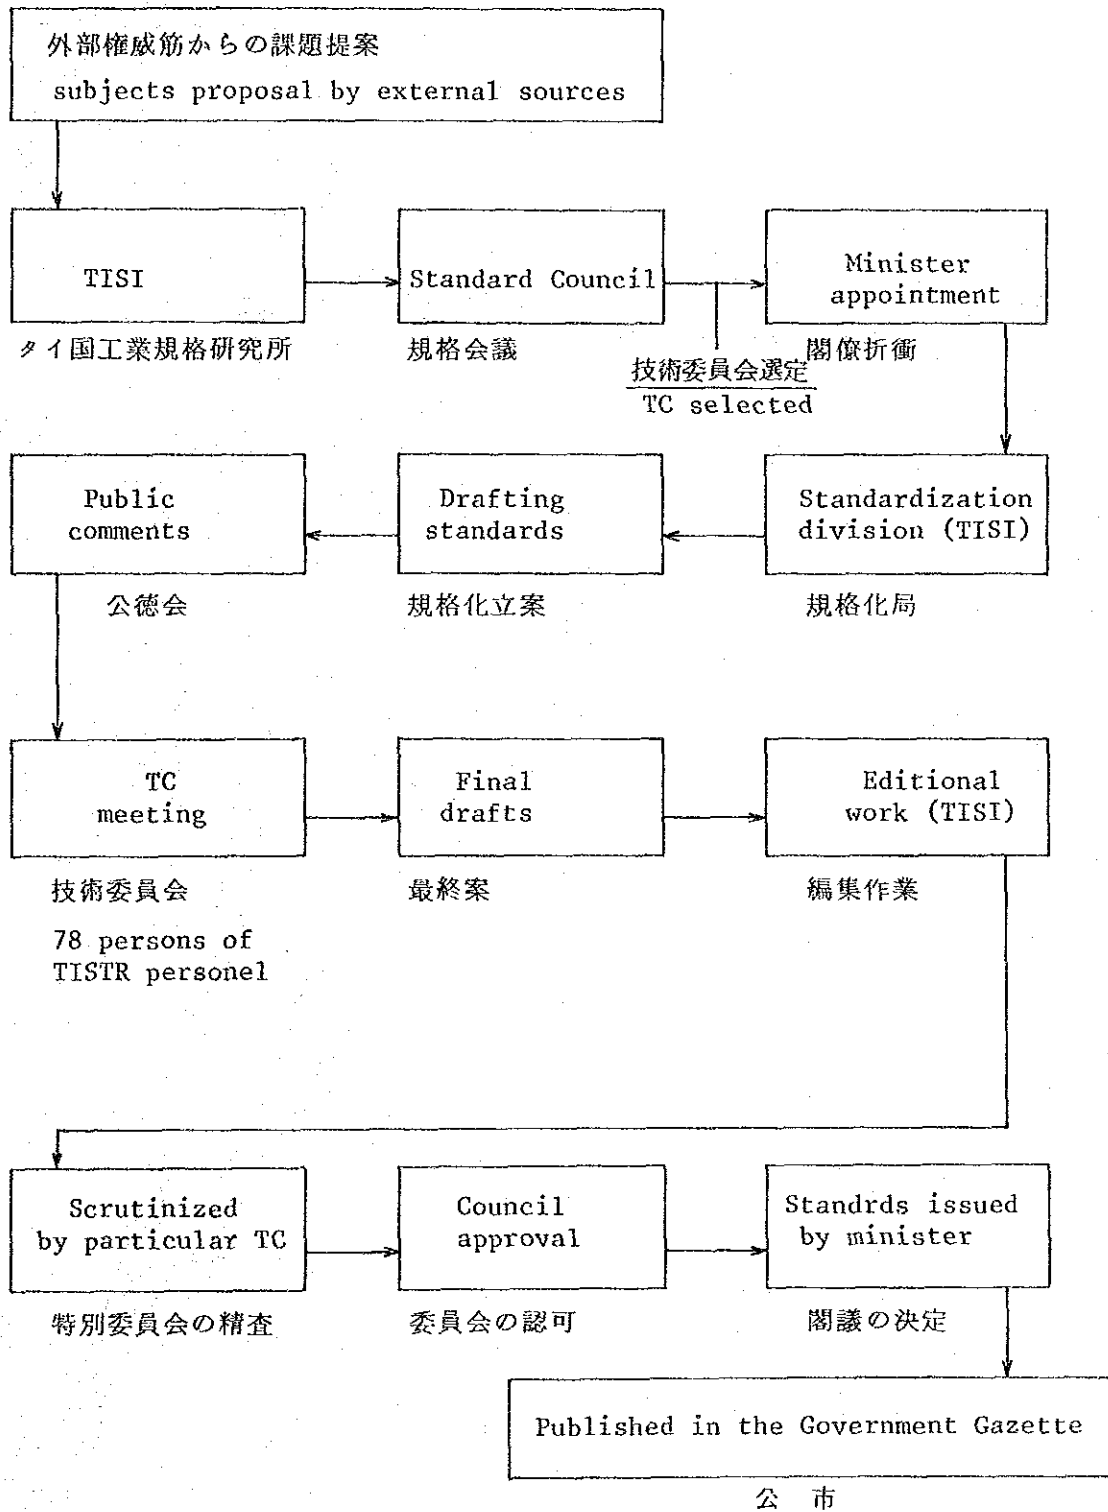 外部権威筋からの課題提案
subjects proposal by external sources
TISI
タイ国工業規格研究所
Standard Council
規格会議
技術委員会選定
TC selected
Minister
appointment
閣僚折衝
Standardization
division (TISI)
規格化局
Drafting
standards
規格化立案
Public
comments
公徳会
TC
meeting
技術委員会
78 persons of
TISTR personel
Final
drafts
最終案
Editional
work (TISI)
編集作業
Scrutinized
by particular TC
特別委員会の精査
Council
approval
委員会の認可
Standrds issued
by minister
閣議の決定
Published in the Government Gazette
公 市